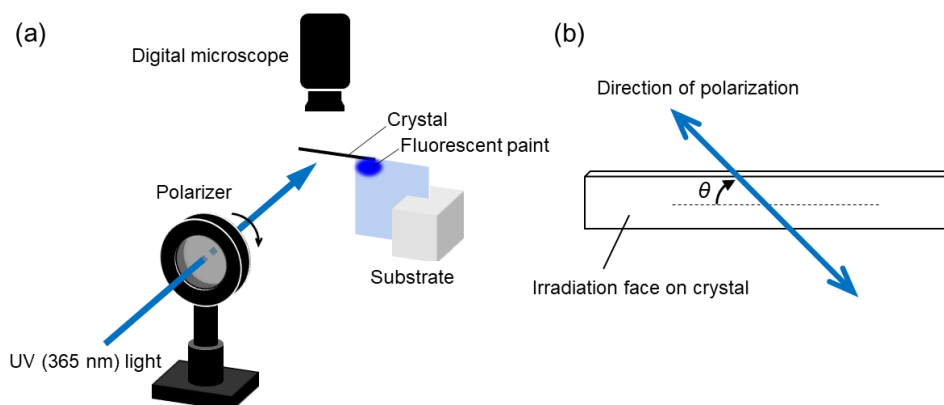 (a)
Digital microscope
Crystal
Fluorescent paint
Polarizer
Substrate
UV (365 nm) light
(b)
Direction of polarization
θ
Irradiation face on crystal